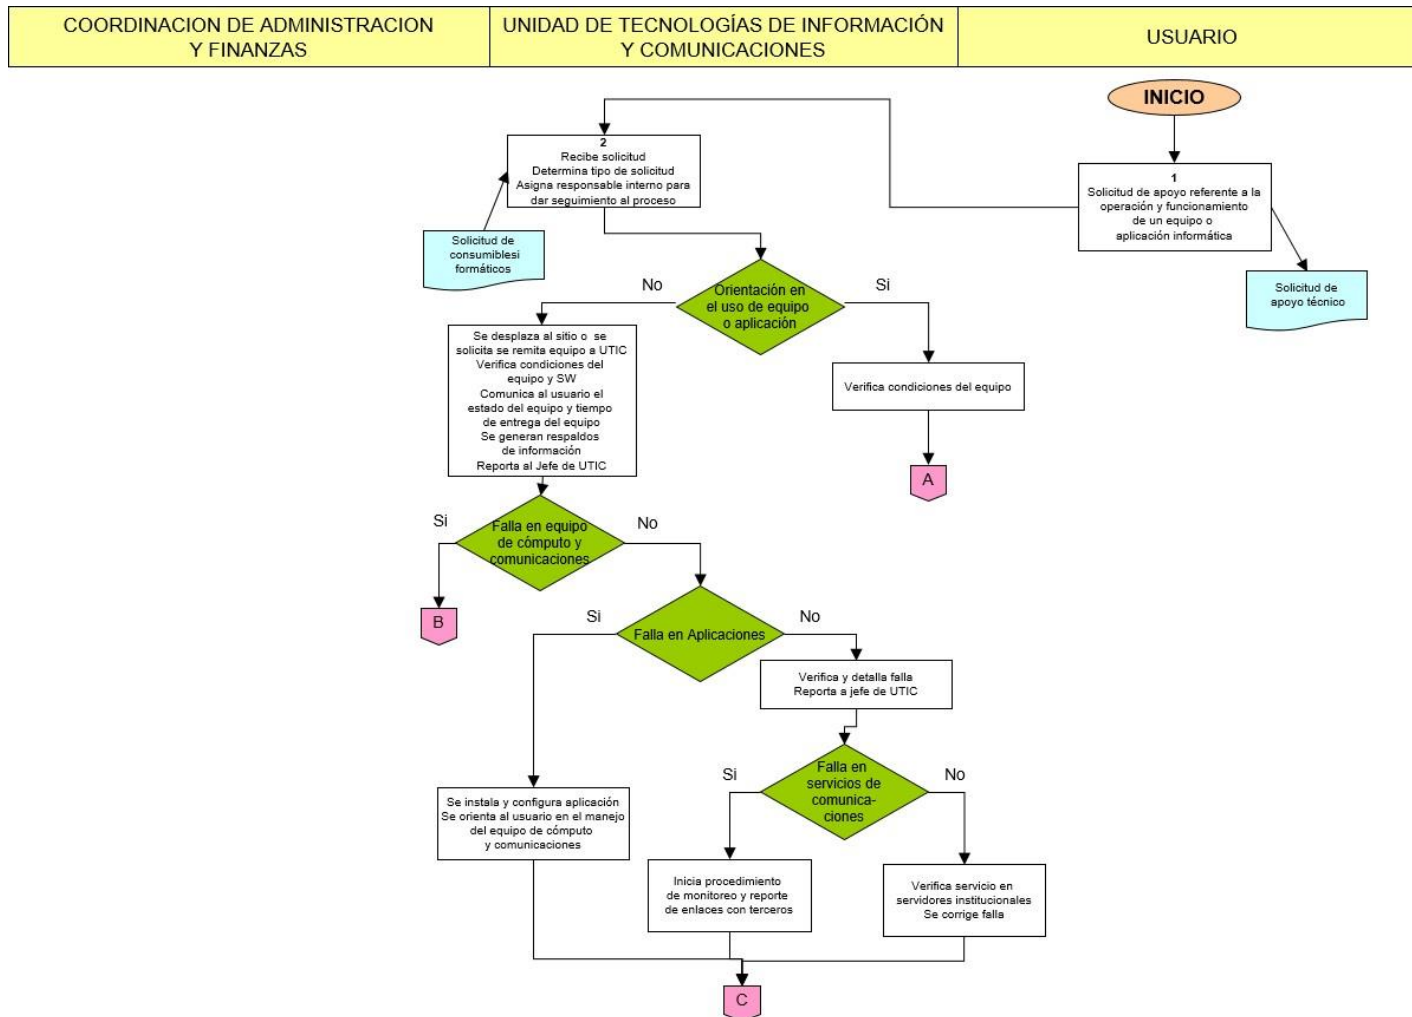 COORDINACION DE ADMINISTRACION
Y FINANZAS
UNIDAD DE TECNOLOGÍAS DE INFORMACIÓN
Y COMUNICACIONES
USUARIO
INICIO
1
Solicitud de apoyo referente a la
operación y funcionamiento
de un equipo o
aplicación informática
Solicitud de
apoyo técnico
2
Recibe solicitud
Determina tipo de solicitud
Asigna responsable interno para
dar seguimiento al proceso
Solicitud de
consumiblesi
formáticos
Orientación en
el uso de equipo
o aplicación
No
Si
Se desplaza al sitio o se
solicita se remita equipo a UTIC
Verifica condiciones del
equipo y SW
Comunica al usuario el
estado del equipo y tiempo
de entrega del equipo
Se generan respaldos
de información
Reporta al Jefe de UTIC
Verifica condiciones del equipo
A
Falla en equipo
de cómputo y
comunicaciones
Si
No
B
Falla en Aplicaciones
Si
No
Verifica y detalla falla
Reporta a jefe de UTIC
Falla en
servicios de
comunica-
ciones
Si
No
Se instala y configura aplicación
Se orienta al usuario en el manejo
del equipo de cómputo
y comunicaciones
Inicia procedimiento
de monitoreo y reporte
de enlaces con terceros
Verifica servicio en
servidores institucionales
Se corrige falla
C